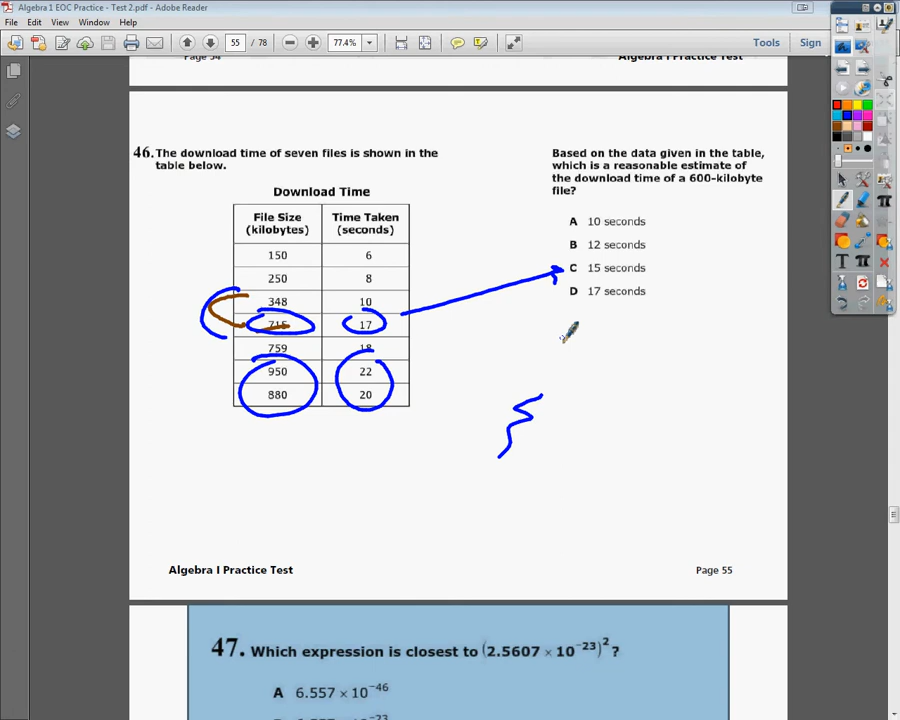 Algebra 1 EOC Practice - Test 2.pdf - Adobe Reader
File Edit View Window Help
55 / 78 77.4% Tools Sign
Page 54 Algebra I Practice Test
46. The download time of seven files is shown in the
table below.
Download Time
File Size
(kilobytes)
Time Taken
(seconds)
150 6
250 8
348 10
715 17
759 18
950 22
880 20
Based on the data given in the table,
which is a reasonable estimate of
the download time of a 600-kilobyte
file?
A 10 seconds
B 12 seconds
C 15 seconds
D 17 seconds
Algebra I Practice Test Page 55
47. Which expression is closest to (2.5607 × 10⁻²³)²?
A 6.557 × 10⁻⁴⁶